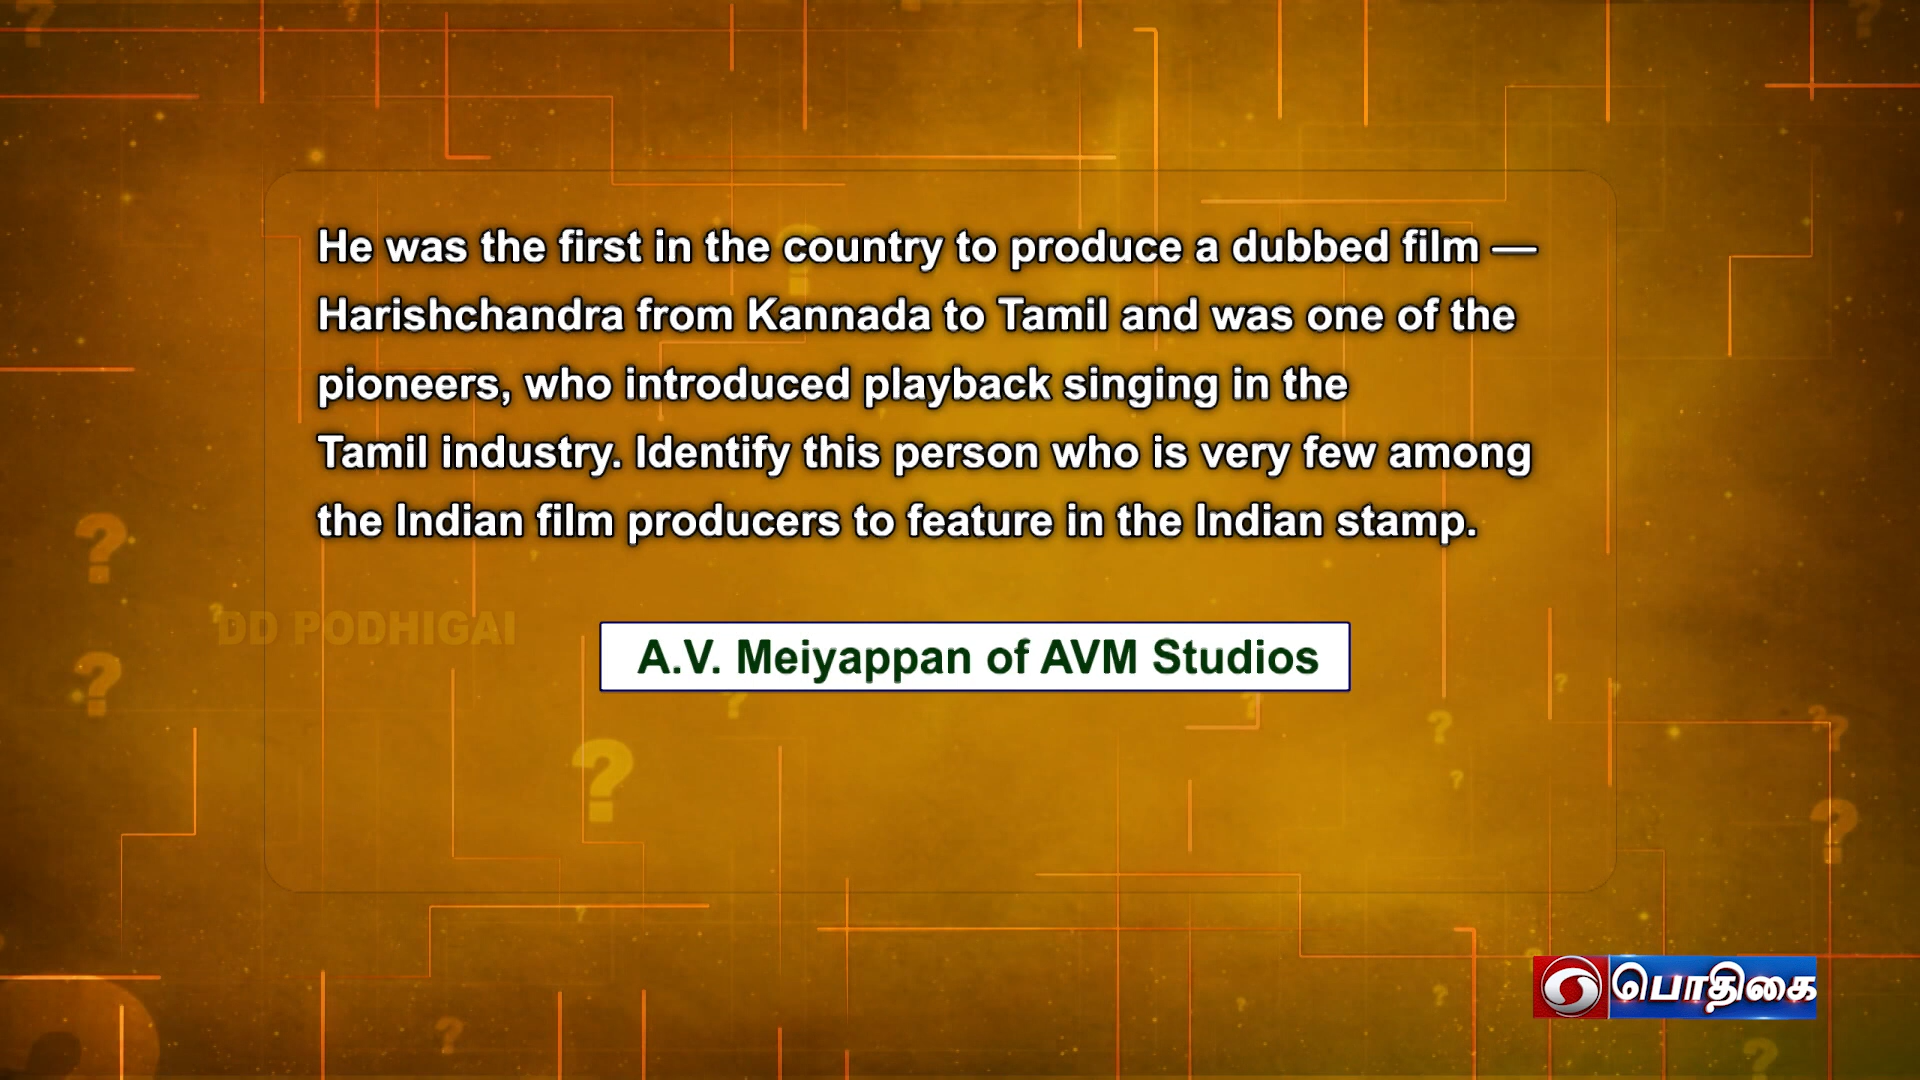 He was the first in the country to produce a dubbed film —
Harishchandra from Kannada to Tamil and was one of the
pioneers, who introduced playback singing in the
Tamil industry. Identify this person who is very few among
the Indian film producers to feature in the Indian stamp.
DD PODHIGAI
A.V. Meiyappan of AVM Studios
பொதிகை